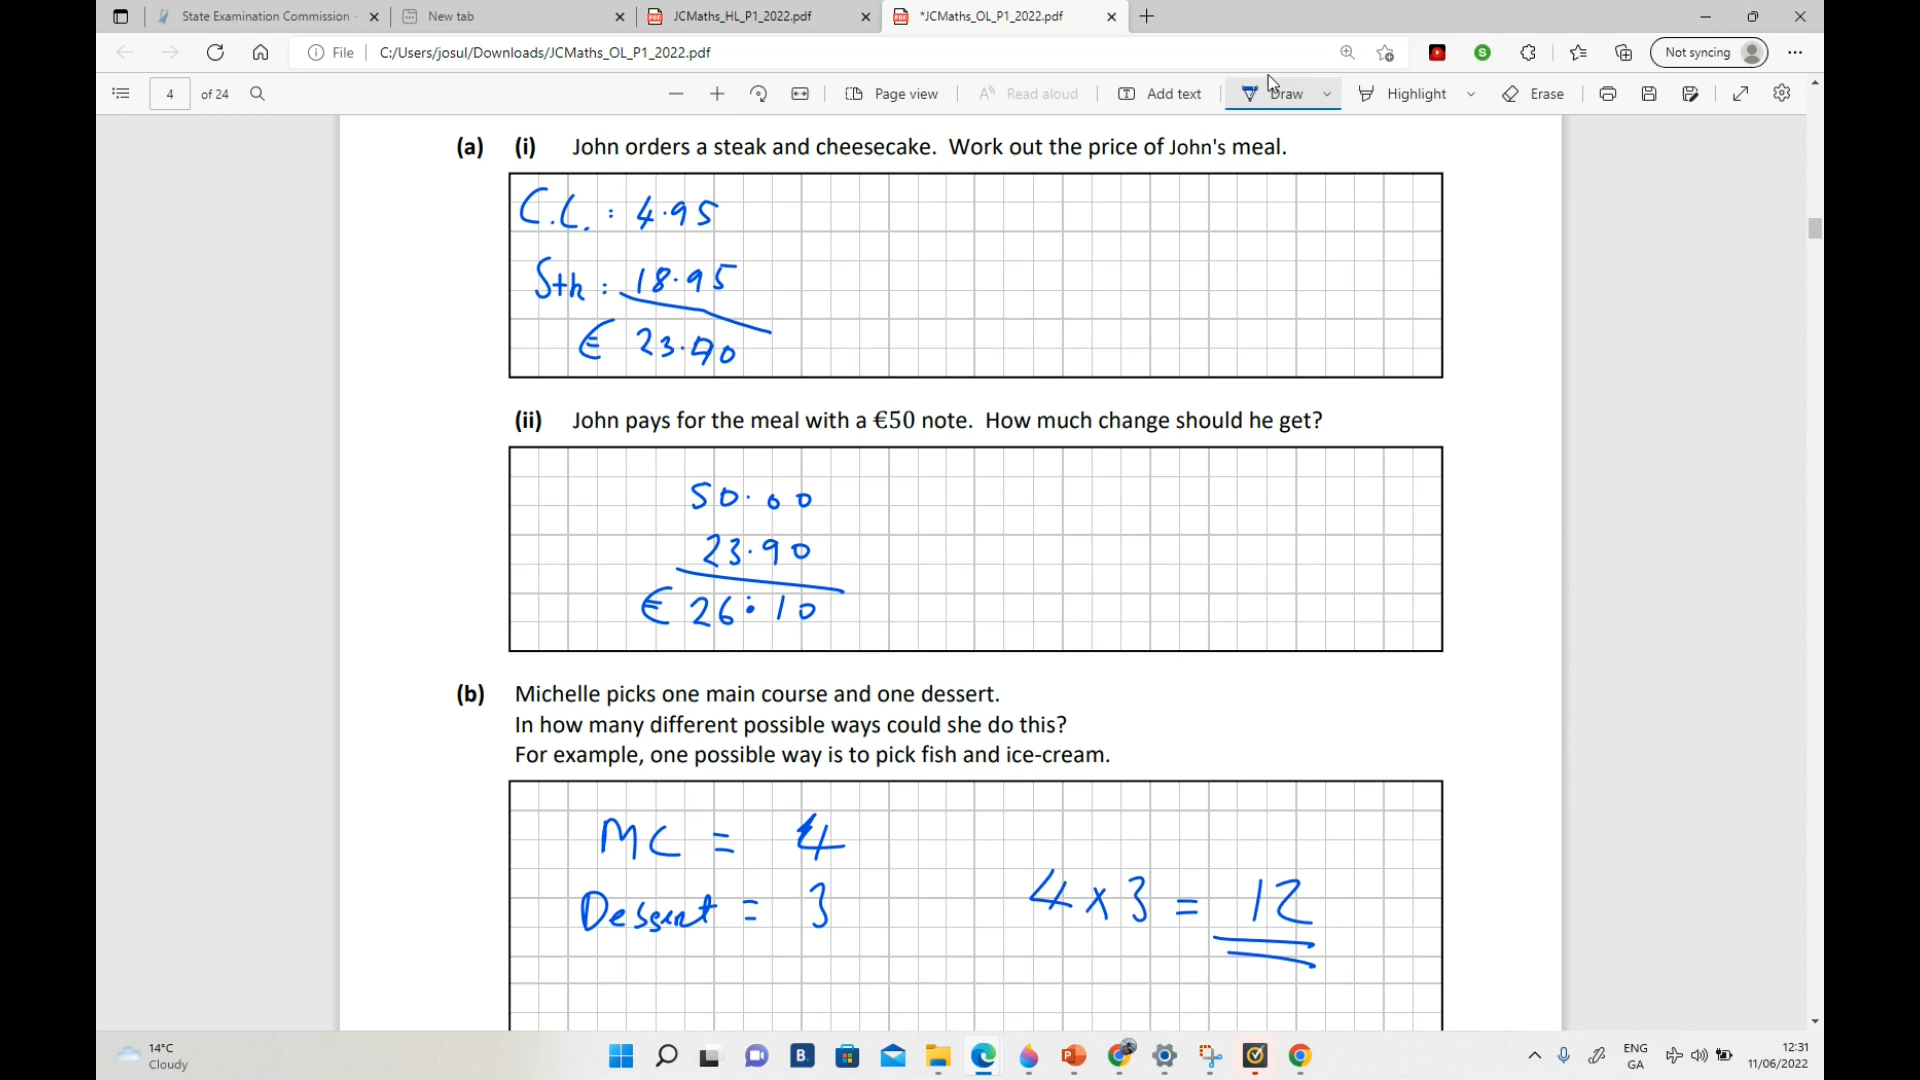 State Examination Commission -
New tab
JCMaths_HL_P1_2022.pdf
*JCMaths_OL_P1_2022.pdf
File
C:/Users/josul/Downloads/JCMaths_OL_P1_2022.pdf
Not syncing
4 of 24
Page view
Read aloud
Add text
Draw
Highlight
Erase
(a) (i) John orders a steak and cheesecake. Work out the price of John's meal.
C.C. : 4.95
Stk : 18.95
€ 23.90
(ii) John pays for the meal with a €50 note. How much change should he get?
50.00
23.90
€ 26.10
(b) Michelle picks one main course and one dessert.
In how many different possible ways could she do this?
For example, one possible way is to pick fish and ice-cream.
MC = 4
Dessert = 3
4 x 3 = 12
14°C
Cloudy
B.
ENG
GA
12:31
11/06/2022